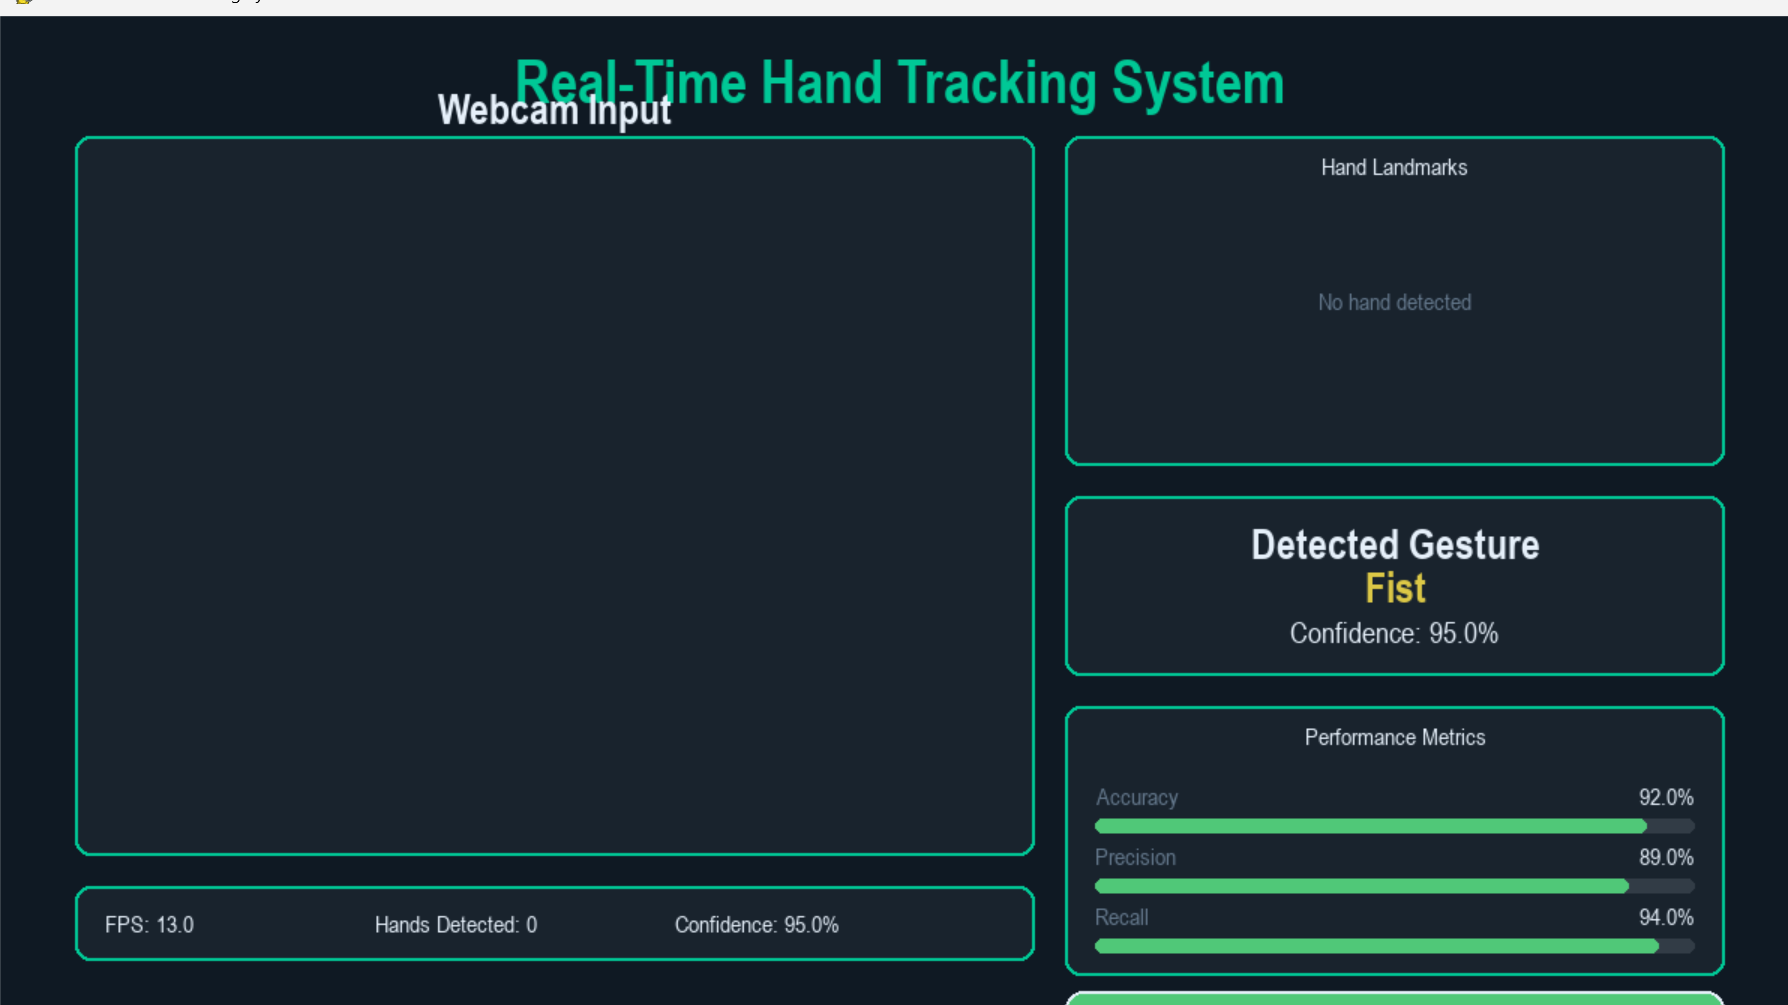 Real-Time Hand Tracking System
Webcam Input
Hand Landmarks
No hand detected
Detected Gesture
Fist
Confidence: 95.0%
Performance Metrics
Accuracy 92.0%
Precision 89.0%
Recall 94.0%
FPS: 13.0 Hands Detected: 0 Confidence: 95.0%